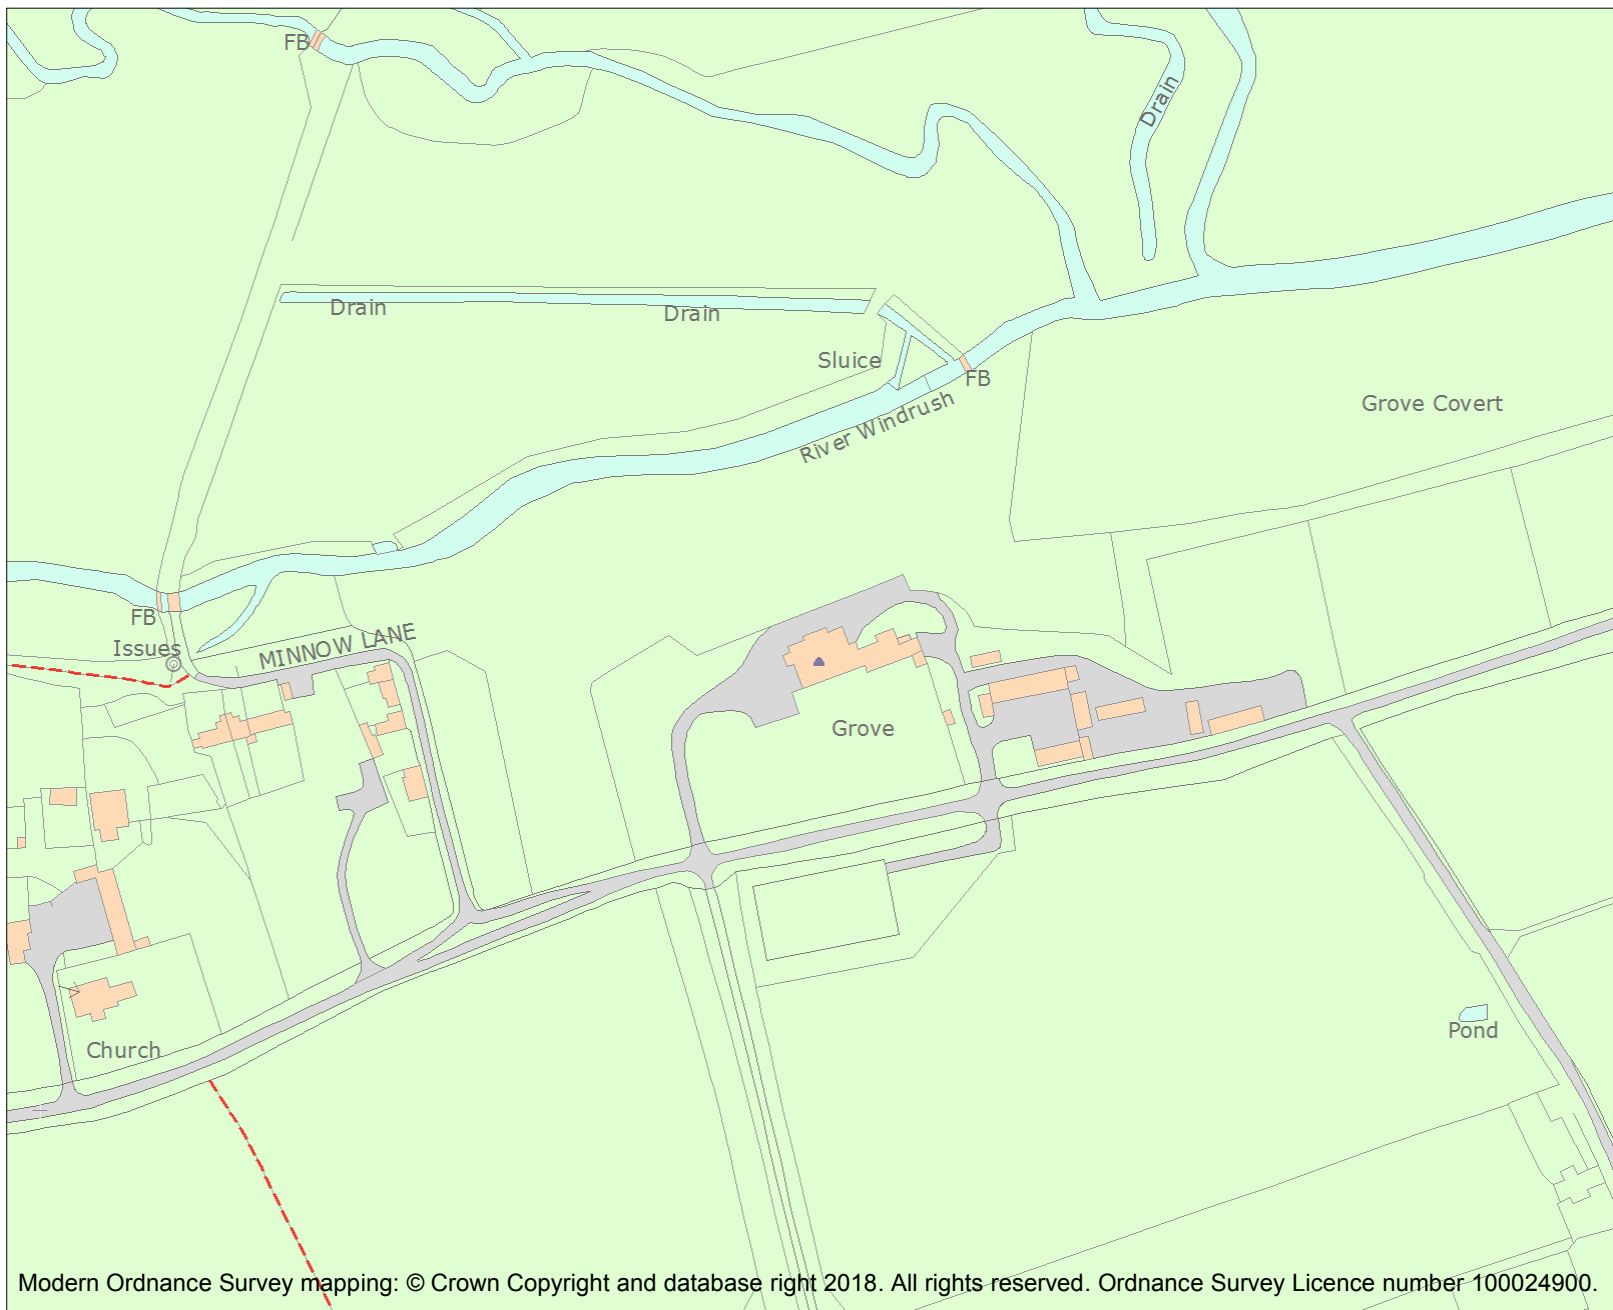 FB
Drain
Drain
Drain
Sluice
FB
River Windrush
Grove Covert
FB
Issues
MINNOW LANE
Grove
Pond
Church
Modern Ordnance Survey mapping: © Crown Copyright and database right 2018. All rights reserved. Ordnance Survey Licence number 100024900.